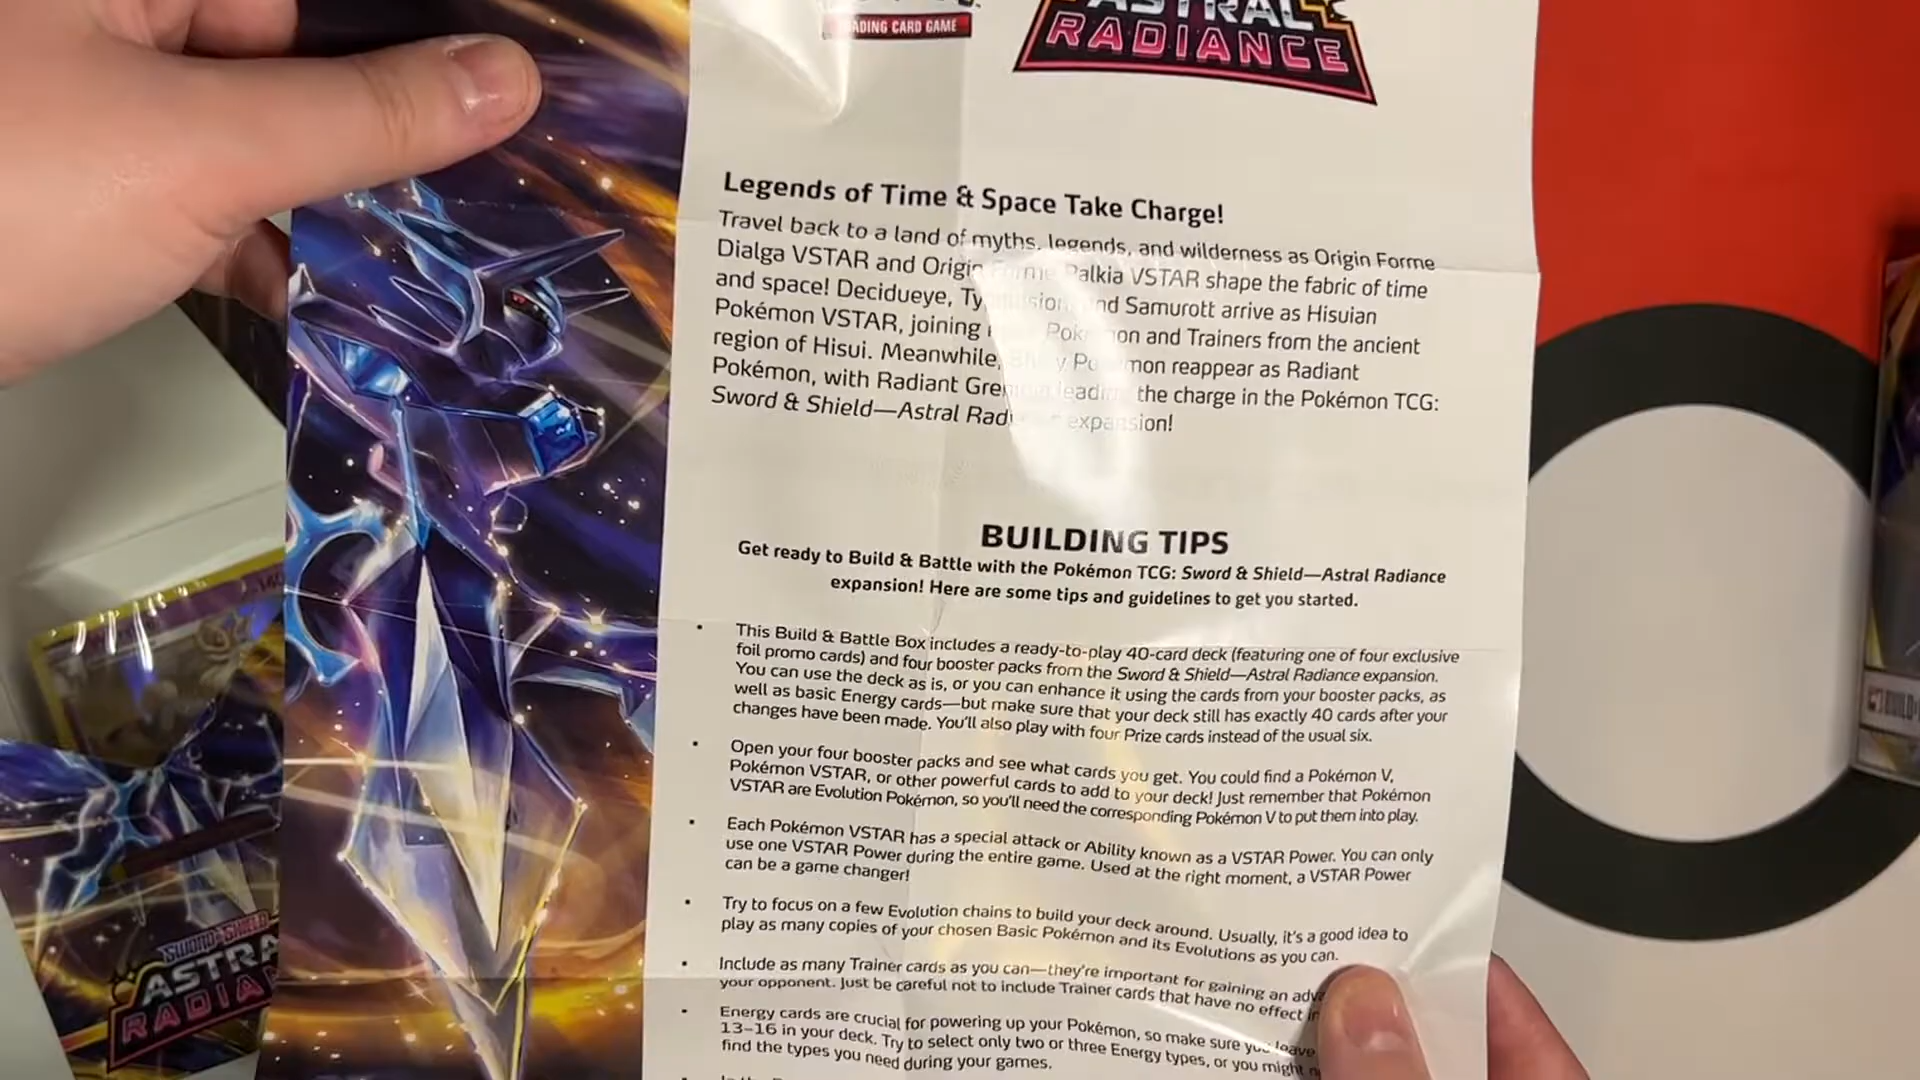 ADING CARD GAME
ASTRAL
RADIANCE
Legends of Time & Space Take Charge!
Travel back to a land of myths, legends, and wilderness as Origin Forme
Dialga VSTAR and Origin Forme Palkia VSTAR shape the fabric of time
and space! Decidueye, Typhlosion, and Samurott arrive as Hisuian
Pokémon VSTAR, joining Pokémon and Trainers from the ancient
region of Hisui. Meanwhile, Shiny Pokémon reappear as Radiant
Pokémon, with Radiant Greninja leading the charge in the Pokémon TCG:
Sword & Shield—Astral Radiance expansion!
BUILDING TIPS
Get ready to Build & Battle with the Pokémon TCG: Sword & Shield—Astral Radiance
expansion! Here are some tips and guidelines to get you started.
• This Build & Battle Box includes a ready-to-play 40-card deck (featuring one of four exclusive
foil promo cards) and four booster packs from the Sword & Shield—Astral Radiance expansion.
You can use the deck as is, or you can enhance it using the cards from your booster packs, as
well as basic Energy cards—but make sure that your deck still has exactly 40 cards after your
changes have been made. You'll also play with four Prize cards instead of the usual six.
• Open your four booster packs and see what cards you get. You could find a Pokémon V,
Pokémon VSTAR, or other powerful cards to add to your deck! Just remember that Pokémon
VSTAR are Evolution Pokémon, so you'll need the corresponding Pokémon V to put them into play.
• Each Pokémon VSTAR has a special attack or Ability known as a VSTAR Power. You can only
use one VSTAR Power during the entire game. Used at the right moment, a VSTAR Power
can be a game changer!
• Try to focus on a few Evolution chains to build your deck around. Usually, it's a good idea to
play as many copies of your chosen Basic Pokémon and its Evolutions as you can.
• Include as many Trainer cards as you can—they're important for gaining an adv
your opponent. Just be careful not to include Trainer cards that have no effect
• Energy cards are crucial for powering up your Pokémon, so make sure you leave
13–16 in your deck. Try to select only two or three Energy types, or you might
find the types you need during your games.
SWORD & SHIELD
ASTRA
RADIAN
BUILD